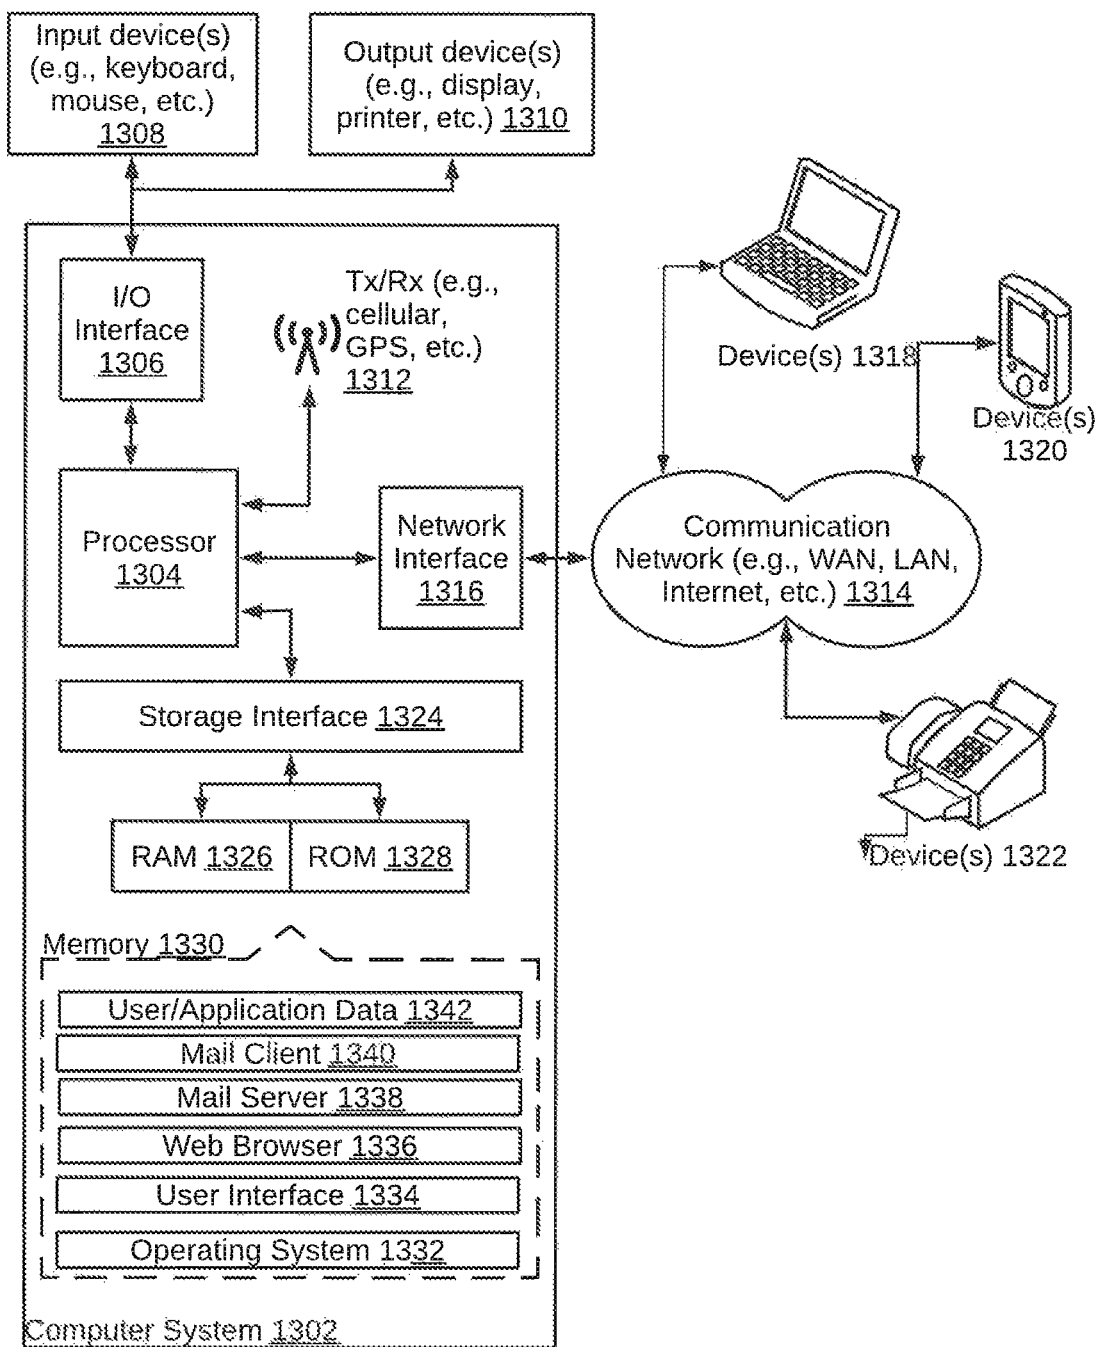 Input device(s)
(e.g., keyboard,
mouse, etc.)
1308
Output device(s)
(e.g., display,
printer, etc.) 1310
I/O
Interface
1306
Tx/Rx (e.g.,
cellular,
GPS, etc.)
1312
Device(s) 1318
Device(s)
1320
Processor
1304
Network
Interface
1316
Communication
Network (e.g., WAN, LAN,
Internet, etc.) 1314
Storage Interface 1324
RAM 1326
ROM 1328
Device(s) 1322
Memory 1330
User/Application Data 1342
Mail Client 1340
Mail Server 1338
Web Browser 1336
User Interface 1334
Operating System 1332
Computer System 1302